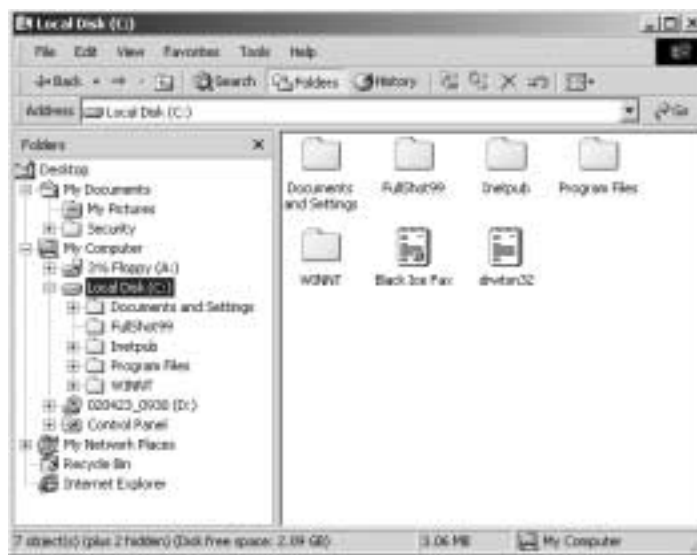 Local Disk (C:)
File Edit View Favorites Tools Help
Back Search Folders History
Address Local Disk (C:) Go
Folders
Desktop
My Documents
My Pictures
Security
My Computer
3½ Floppy (A:)
Local Disk (C:)
Documents and Settings
FullShot99
Inetpub
Program Files
WINNT
020423_0938 (D:)
Control Panel
My Network Places
Recycle Bin
Internet Explorer
Documents and Settings
FullShot99
Inetpub
Program Files
WINNT
Black Ice Fax
drwtsn32
7 object(s) (plus 2 hidden) (Disk free space: 2.09 GB) 3.06 MB My Computer